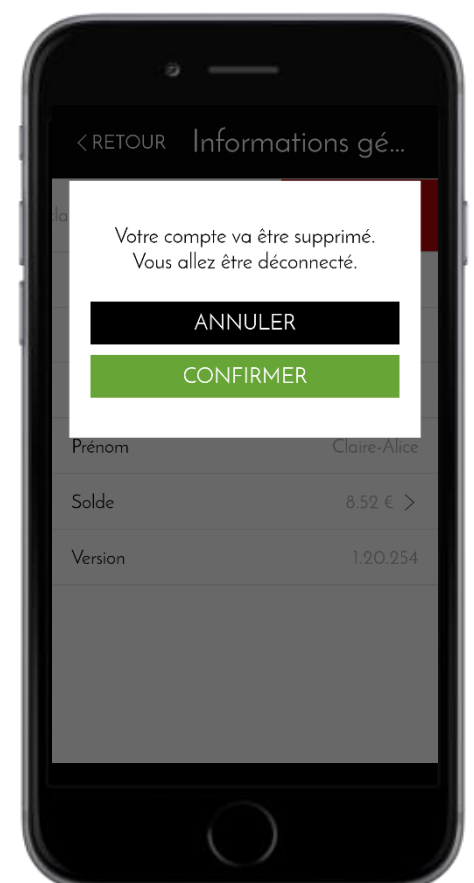 < RETOUR Informations gé...
Votre compte va être supprimé.
Vous allez être déconnecté.
ANNULER
CONFIRMER
Prénom Claire-Alice
Solde 8.52 € >
Version 1.20.254